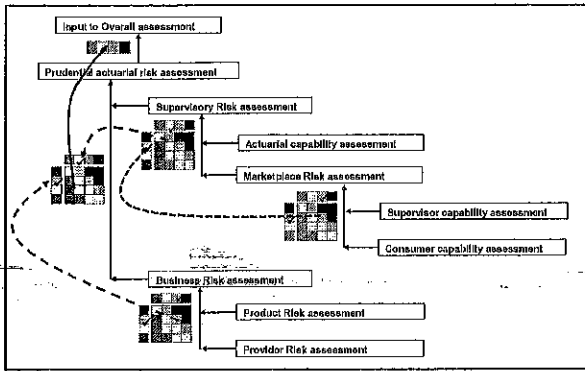 Input to Overall assessment
Prudential actuarial risk assessment
Supervisory Risk assessment
Actuarial capability assessment
Marketplace Risk assessment
Supervisor capability assessment
Consumer capability assessment
Business Risk assessment
Product Risk assessment
Providor Risk assessment